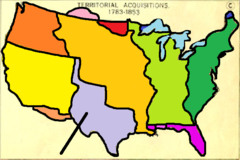 TERRITORIAL ACQUISITIONS.
1783-1853
C